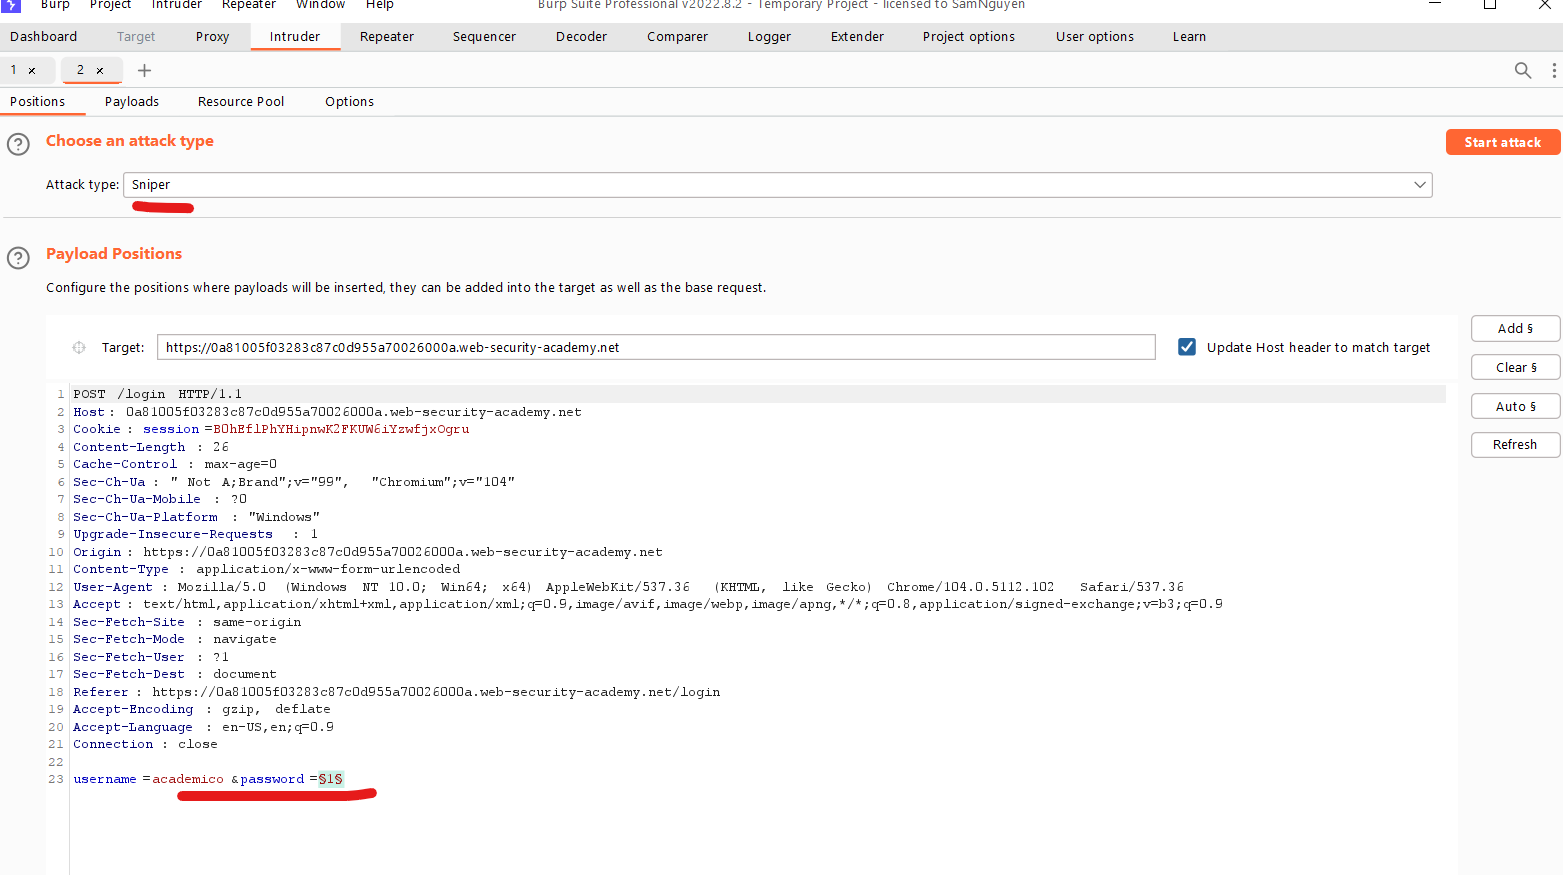 Burp Project Intruder Repeater Window Help Burp Suite Professional v2022.8.2 - Temporary Project - licensed to SamNguyen
Dashboard Target Proxy Intruder Repeater Sequencer Decoder Comparer Logger Extender Project options User options Learn
1 × 2 × +
Positions Payloads Resource Pool Options
? Choose an attack type
Start attack
Attack type: Sniper
? Payload Positions
Configure the positions where payloads will be inserted, they can be added into the target as well as the base request.
Target: https://0a81005f03283c87c0d955a70026000a.web-security-academy.net Update Host header to match target
Add §
Clear §
Auto §
Refresh
1 POST /login HTTP/1.1
2 Host : 0a81005f03283c87c0d955a70026000a.web-security-academy.net
3 Cookie : session =BOhEflPhYHipnwK2FKUW6iYzwfjxOgru
4 Content-Length : 26
5 Cache-Control : max-age=0
6 Sec-Ch-Ua : " Not A;Brand";v="99", "Chromium";v="104"
7 Sec-Ch-Ua-Mobile : ?0
8 Sec-Ch-Ua-Platform : "Windows"
9 Upgrade-Insecure-Requests : 1
10 Origin : https://0a81005f03283c87c0d955a70026000a.web-security-academy.net
11 Content-Type : application/x-www-form-urlencoded
12 User-Agent : Mozilla/5.0 (Windows NT 10.0; Win64; x64) AppleWebKit/537.36 (KHTML, like Gecko) Chrome/104.0.5112.102 Safari/537.36
13 Accept : text/html,application/xhtml+xml,application/xml;q=0.9,image/avif,image/webp,image/apng,*/*;q=0.8,application/signed-exchange;v=b3;q=0.9
14 Sec-Fetch-Site : same-origin
15 Sec-Fetch-Mode : navigate
16 Sec-Fetch-User : ?1
17 Sec-Fetch-Dest : document
18 Referer : https://0a81005f03283c87c0d955a70026000a.web-security-academy.net/login
19 Accept-Encoding : gzip, deflate
20 Accept-Language : en-US,en;q=0.9
21 Connection : close
22
23 username =academico &password =§1§